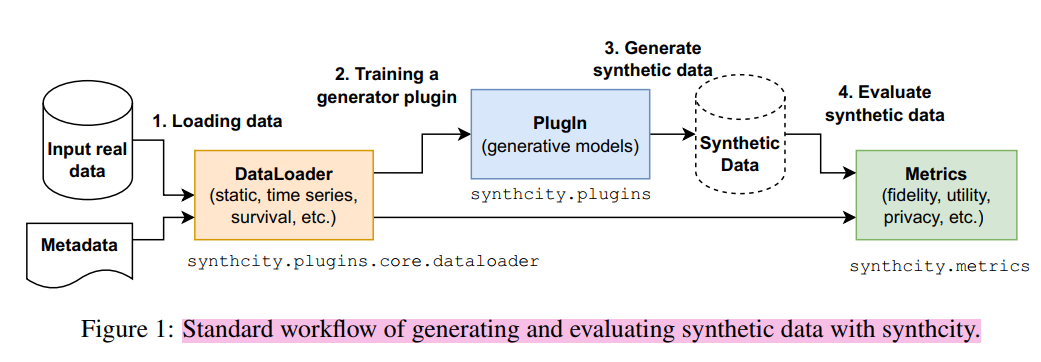 3. Generate
synthetic data
2. Training a
generator plugin
4. Evaluate
synthetic data
1. Loading data
Input real
data
PlugIn
(generative models)
synthcity.plugins
Synthetic
Data
DataLoader
(static, time series,
survival, etc.)
synthcity.plugins.core.dataloader
Metrics
(fidelity, utility,
privacy, etc.)
synthcity.metrics
Metadata
Figure 1: Standard workflow of generating and evaluating synthetic data with synthcity.